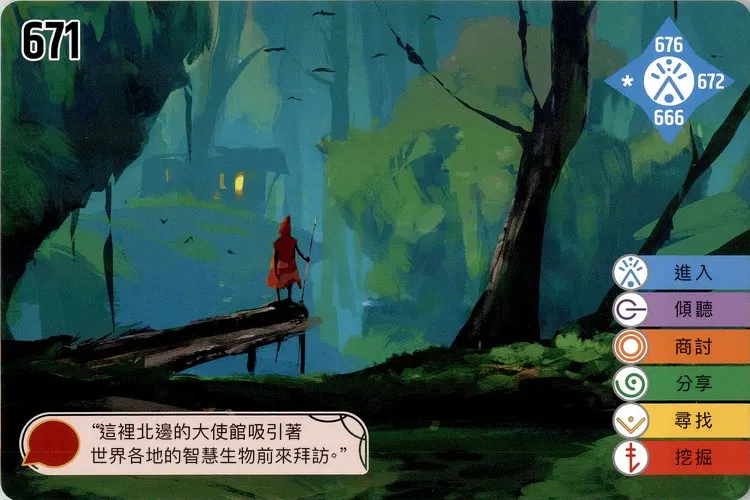 671
676
* 672
666
進入
傾聽
商討
分享
尋找
挖掘
“這裡北邊的大使館吸引著
世界各地的智慧生物前來拜訪。”